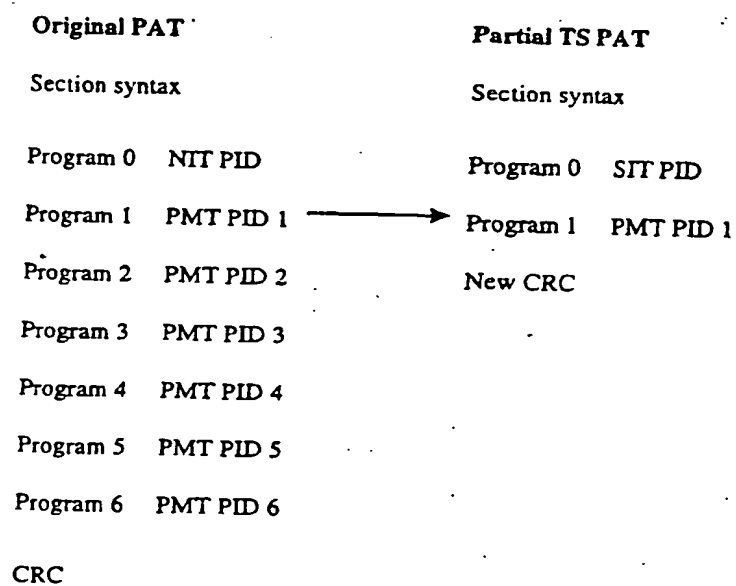 Original PAT
Section syntax
Program 0 NIT PID
Program 1 PMT PID 1
Program 2 PMT PID 2
Program 3 PMT PID 3
Program 4 PMT PID 4
Program 5 PMT PID 5
Program 6 PMT PID 6
CRC
Partial TS PAT
Section syntax
Program 0 SIT PID
Program 1 PMT PID 1
New CRC